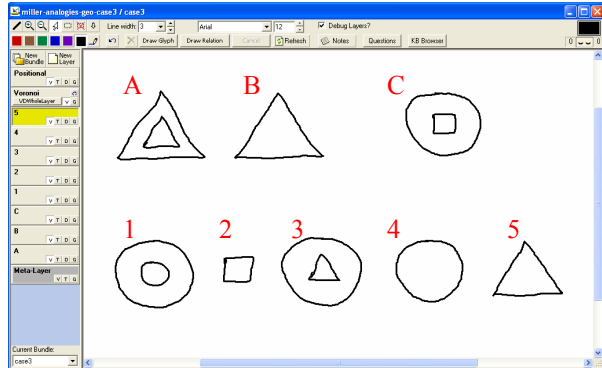 miller-analogies-geo-case3 / case3
Line width: 3 Arial 12 Debug Layers?
Draw Glyph Draw Relation Cancel Refresh Notes Questions KB Browser 0 0
New Bundle New Layer
Positional
V T D G
Voronoi
VDWholeLayer V G
5
V T D G
4
V T D G
3
V T D G
2
V T D G
1
V T D G
C
V T D G
B
V T D G
A
V T D G
Meta-Layer
V T G
Current Bundle:
case3
A B C
1 2 3 4 5